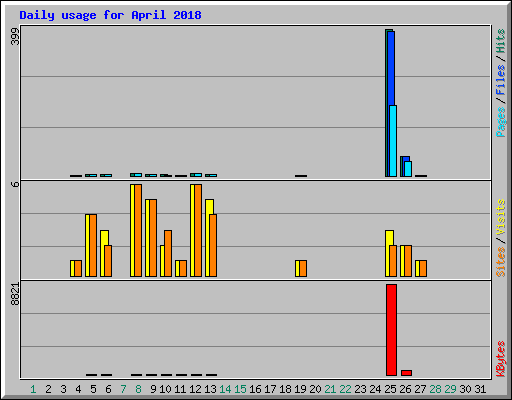 Daily usage for April 2018
399
Pages/Files/Hits
6
Sites/Visits
8821
KBytes
1 2 3 4 5 6 7 8 9 10 11 12 13 14 15 16 17 18 19 20 21 22 23 24 25 26 27 28 29 30 31